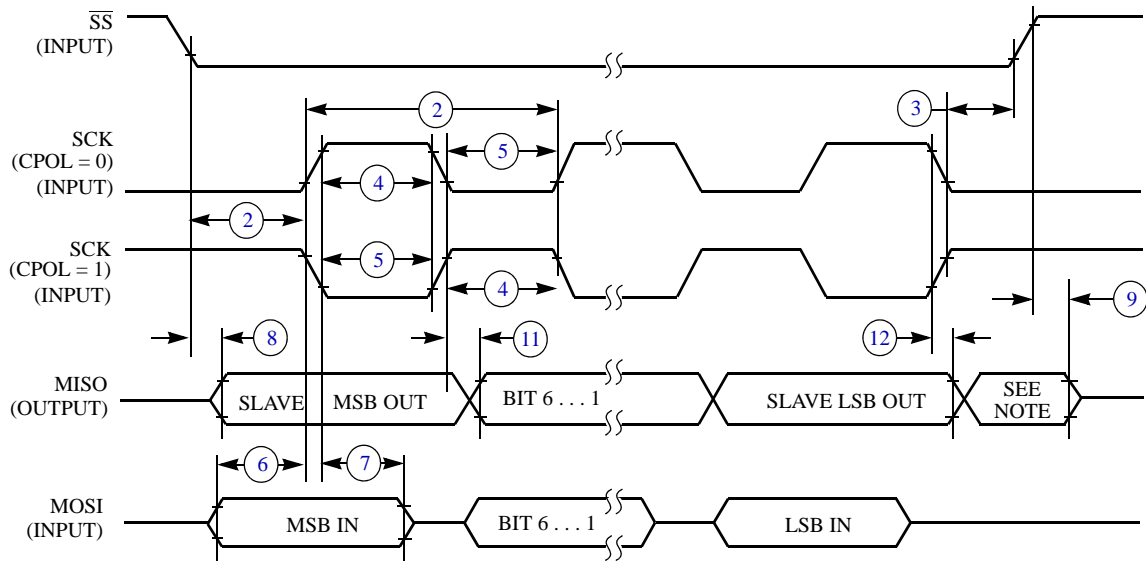 SS
(INPUT)
2
3
SCK
(CPOL = 0)
(INPUT)
5
4
2
SCK
(CPOL = 1)
(INPUT)
5
4
9
8
11
12
MISO
(OUTPUT)
SLAVE MSB OUT
BIT 6 . . . 1
SLAVE LSB OUT
SEE
NOTE
6
7
MOSI
(INPUT)
MSB IN
BIT 6 . . . 1
LSB IN